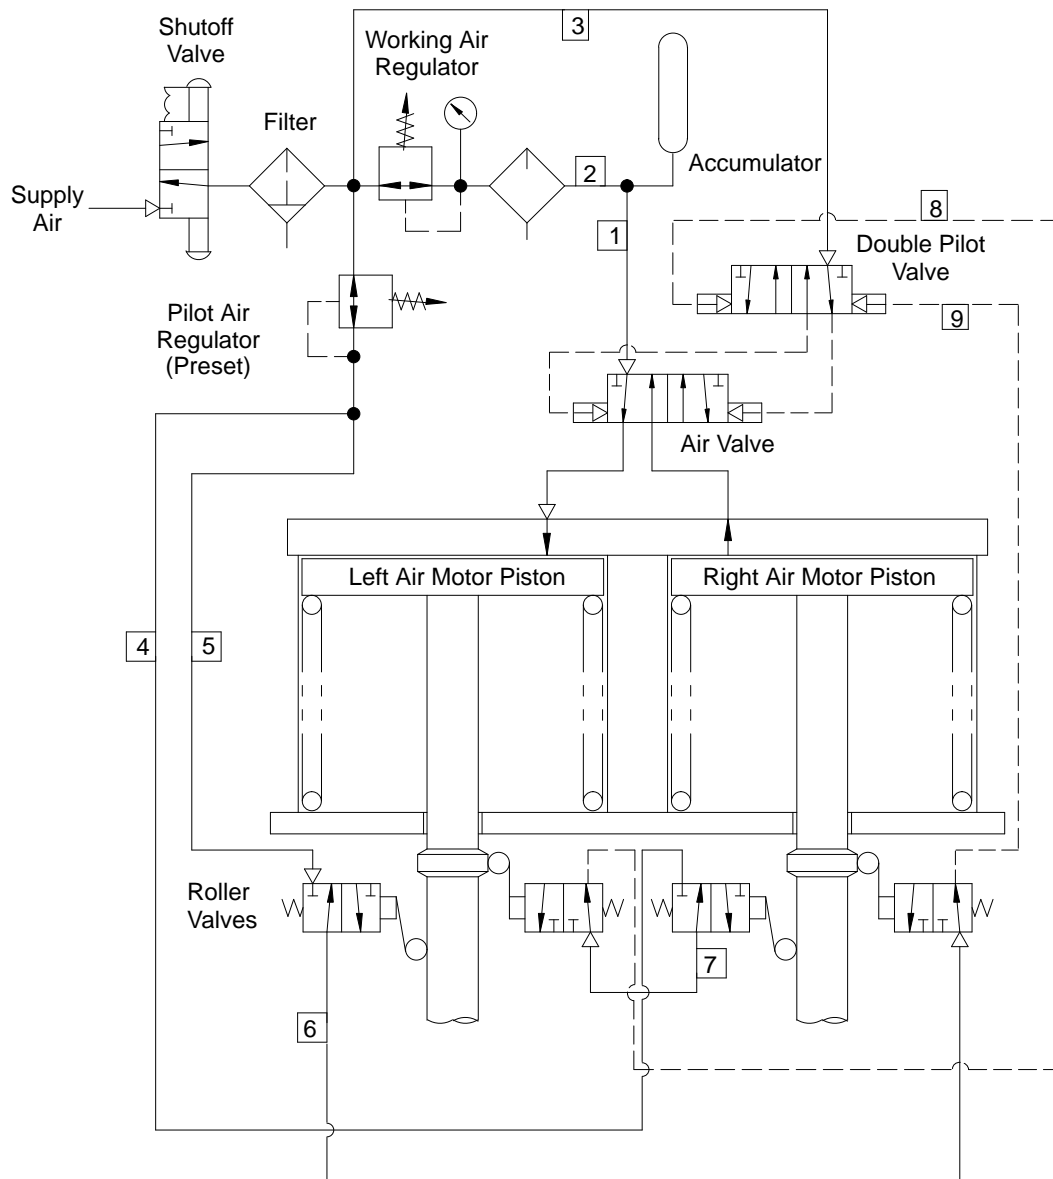 3
Shutoff
Valve
Working Air
Regulator
Filter
Accumulator
2
Supply
Air
8
1
Double Pilot
Valve
9
Pilot Air
Regulator
(Preset)
Air Valve
Left Air Motor Piston
Right Air Motor Piston
4
5
Roller
Valves
7
6